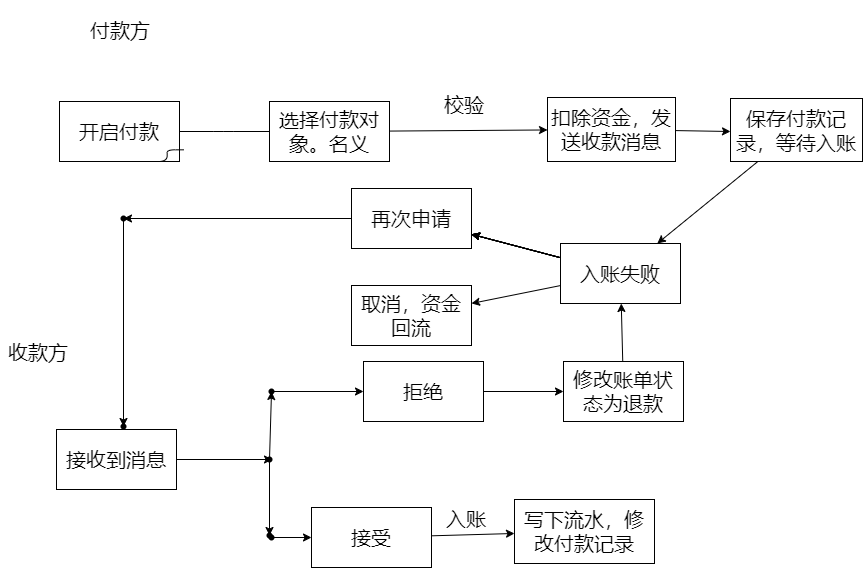 付款方
开启付款
选择付款对
象。名义
校验
扣除资金，发
送收款消息
保存付款记
录，等待入账
再次申请
入账失败
取消，资金
回流
收款方
拒绝
修改账单状
态为退款
接收到消息
接受
入账
写下流水，修
改付款记录